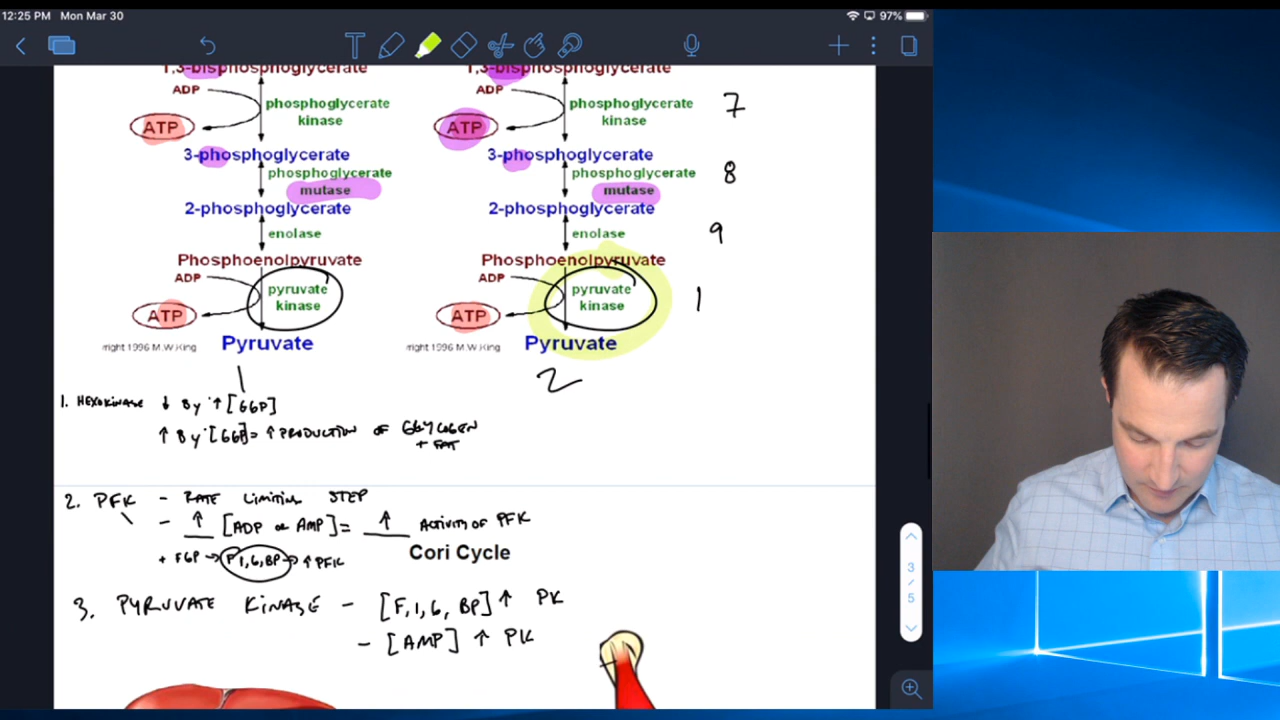 12:25 PM Mon Mar 30
97%
T
1,3-bisphosphoglycerate 1,3-bisphosphoglycerate
ADP ADP
phosphoglycerate phosphoglycerate 7
kinase kinase
ATP ATP
3-phosphoglycerate 3-phosphoglycerate
phosphoglycerate phosphoglycerate 8
mutase mutase
2-phosphoglycerate 2-phosphoglycerate
enolase enolase 9
Phosphoenolpyruvate Phosphoenolpyruvate
ADP ADP
pyruvate pyruvate 1
kinase kinase
ATP ATP
right 1996 M.W.King Pyruvate right 1996 M.W.King Pyruvate
1 2
1. HEXOKINASE ↓ By ↑ [G6P]
↑ By [G6P] = ↑ PRODUCTION OF GLYCOGEN
+ FAT
2. PFK - RATE LIMITING STEP
- ↑ [ADP or AMP] = ↑ ACTIVITY OF PFK
+ F6P → F1,6,BP → ↑ PFK Cori Cycle
3. PYRUVATE KINASE - [F,1,6, BP] ↑ PK
- [AMP] ↑ PK
3
/
5